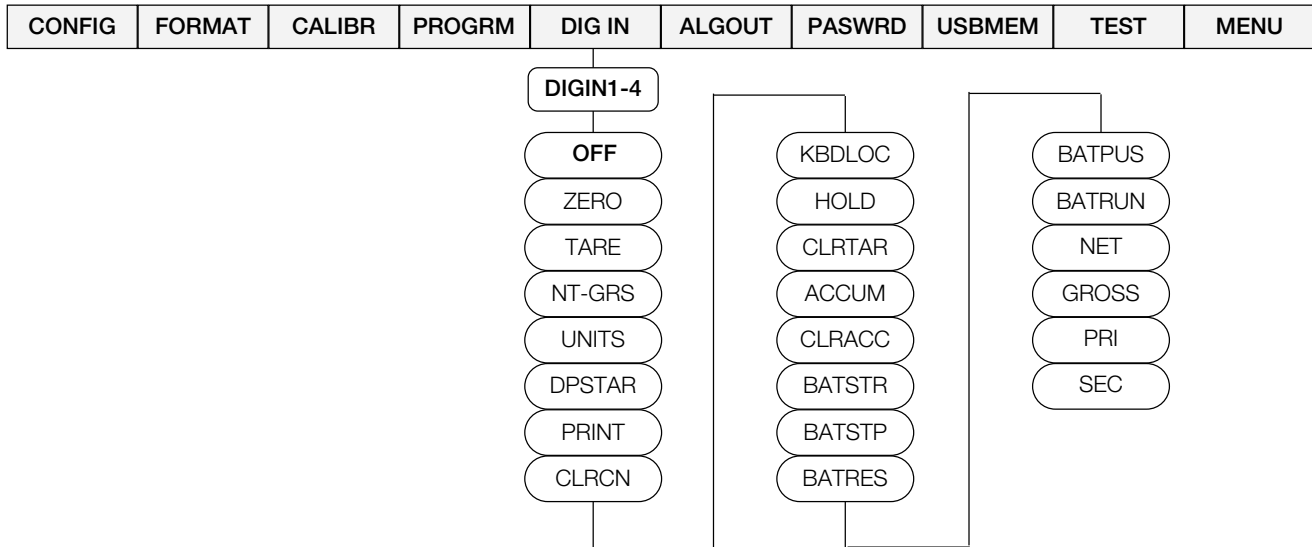 CONFIG FORMAT CALIBR PROGRM DIG IN ALGOUT PASWRD USBMEM TEST MENU
DIGIN1-4
OFF
ZERO
TARE
NT-GRS
UNITS
DPSTAR
PRINT
CLRCN
KBDLOC
HOLD
CLRTAR
ACCUM
CLRACC
BATSTR
BATSTP
BATRES
BATPUS
BATRUN
NET
GROSS
PRI
SEC